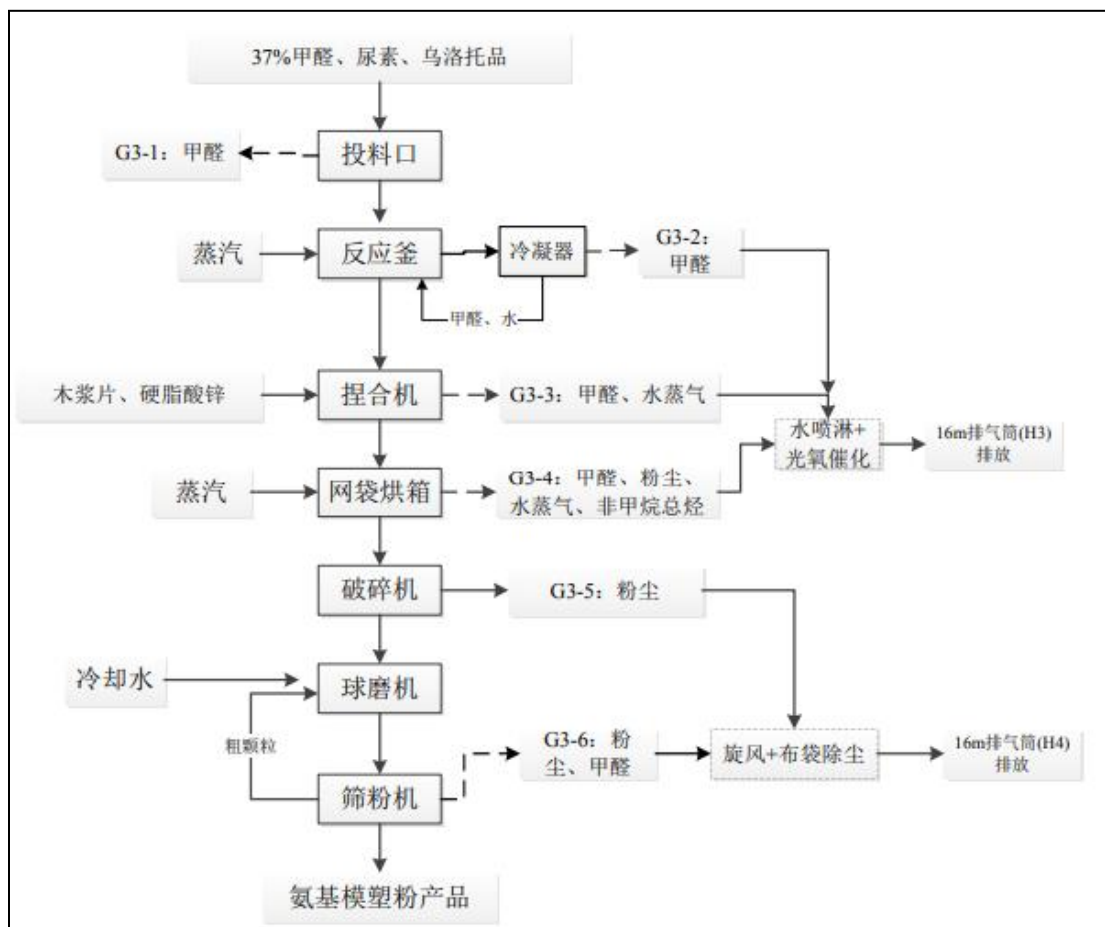 37%甲醛、尿素、乌洛托品
G3-1：甲醛
投料口
蒸汽
反应釜
冷凝器
G3-2：
甲醛
甲醛、水
木浆片、硬脂酸锌
捏合机
G3-3：甲醛、水蒸气
水喷淋+
光氧催化
16m排气筒(H3)
排放
蒸汽
网袋烘箱
G3-4：甲醛、粉尘、
水蒸气、非甲烷总烃
破碎机
G3-5：粉尘
冷却水
球磨机
粗颗粒
G3-6：粉
尘、甲醛
旋风+布袋除尘
16m排气筒(H4)
排放
筛粉机
氨基模塑粉产品